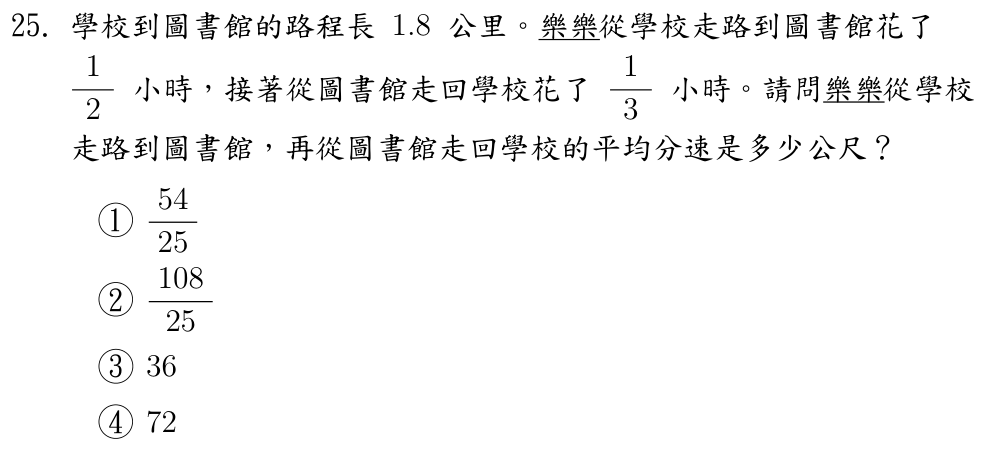 25. 學校到圖書館的路程長 1.8 公里。樂樂從學校走路到圖書館花了
1/2 小時，接著從圖書館走回學校花了 1/3 小時。請問樂樂從學校
走路到圖書館，再從圖書館走回學校的平均分速是多少公尺？
① 54/25
② 108/25
③ 36
④ 72